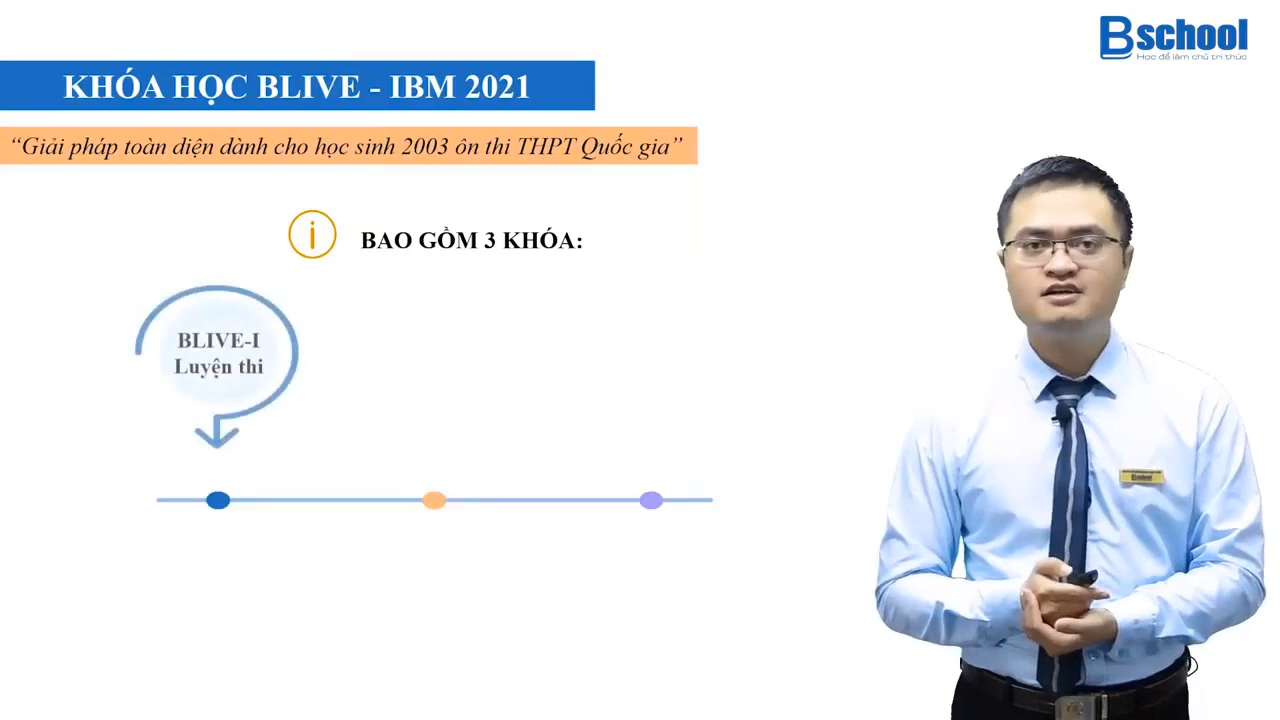 Bschool
Học để làm chủ tri thức
KHÓA HỌC BLIVE - IBM 2021
“Giải pháp toàn diện dành cho học sinh 2003 ôn thi THPT Quốc gia”
i
BAO GỒM 3 KHÓA:
BLIVE-I
Luyện thi